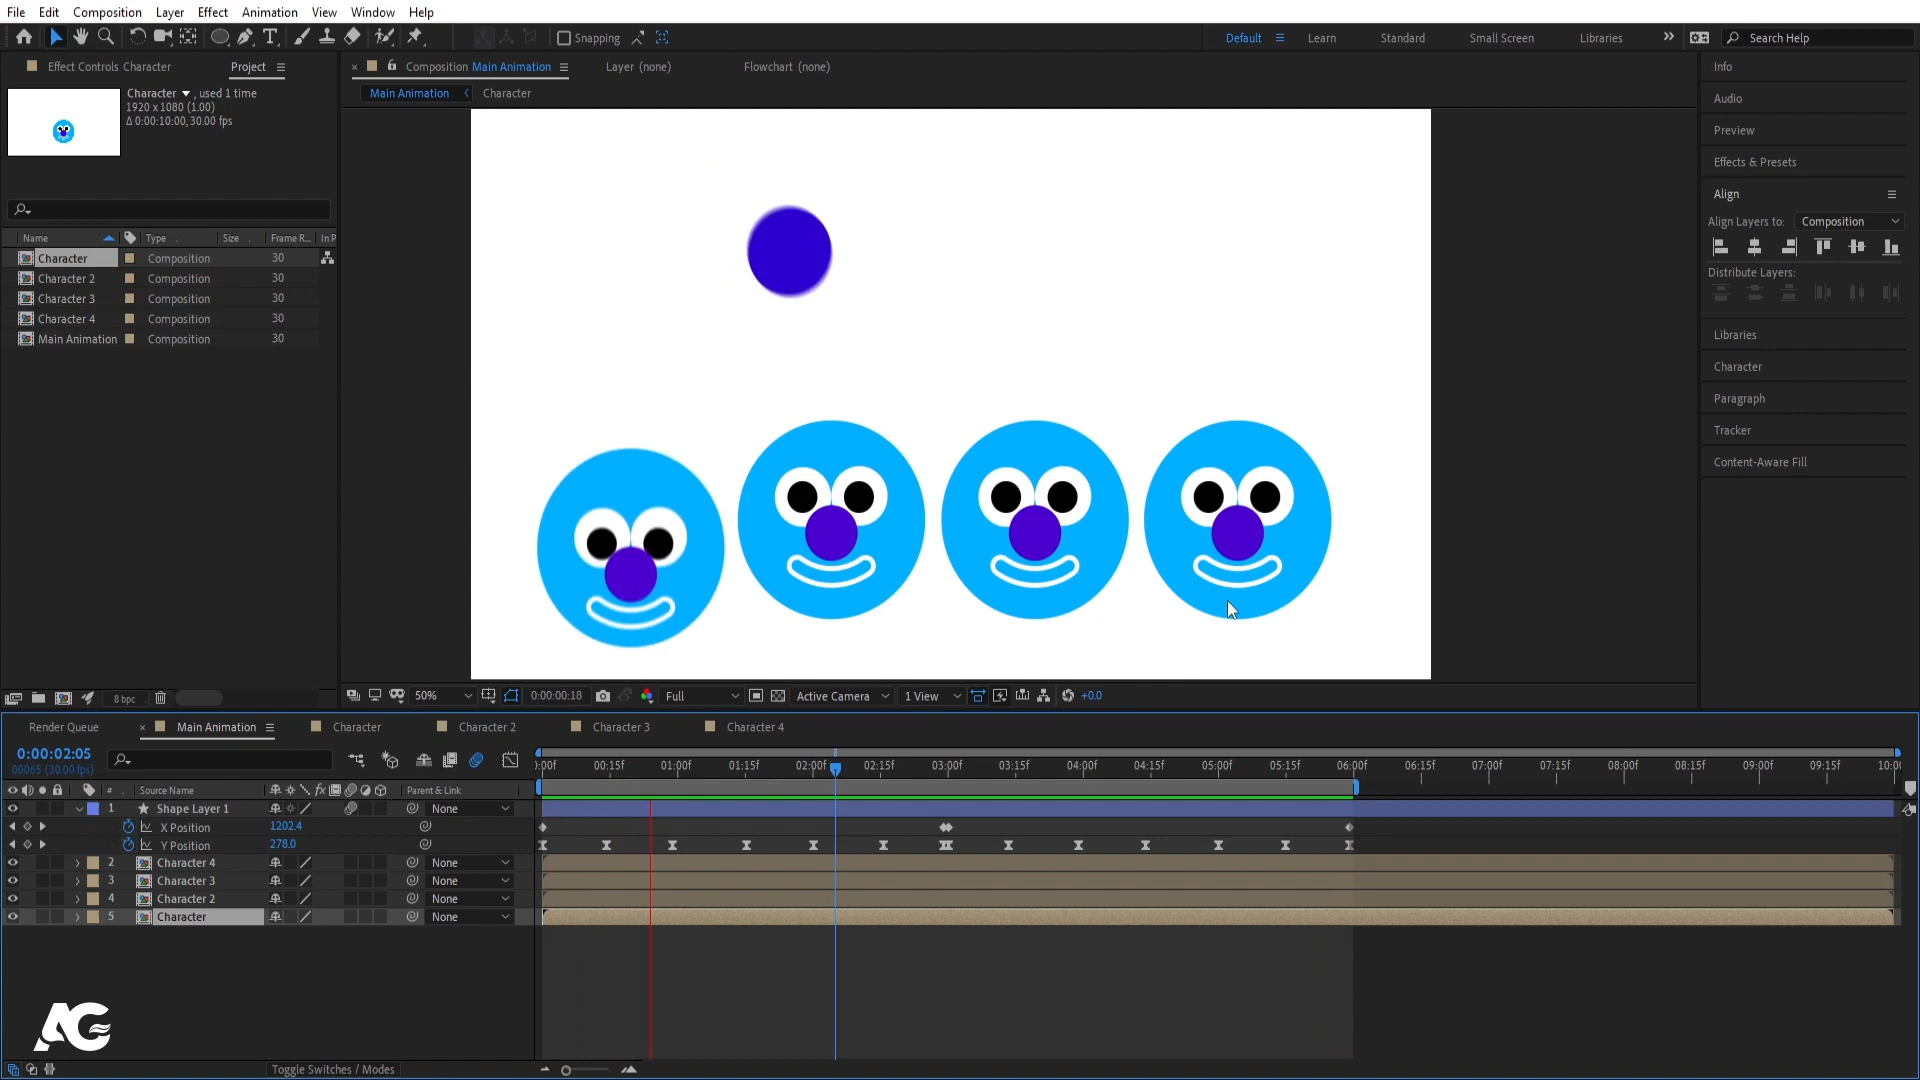 File Edit Composition Layer Effect Animation View Window Help
Snapping Default Learn Standard Small Screen Libraries Search Help
Effect Controls Character Project
Composition Main Animation Layer (none) Flowchart (none)
Main Animation Character
Character , used 1 time
1920 x 1080 (1.00)
Δ 0:00:10:00, 30.00 fps
Name Type Size Frame R... In P
Character Composition 30
Character 2 Composition 30
Character 3 Composition 30
Character 4 Composition 30
Main Animation Composition 30
Info
Audio
Preview
Effects & Presets
Align
Align Layers to: Composition
Distribute Layers:
Libraries
Character
Paragraph
Tracker
Content-Aware Fill
8 bpc
50% 0:00:00:18 Full Active Camera 1 View +0.0
Render Queue Main Animation Character Character 2 Character 3 Character 4
0:00:02:05
00065 (30.00 fps)
:00f 00:15f 01:00f 01:15f 02:00f 02:15f 03:00f 03:15f 04:00f 04:15f 05:00f 05:15f 06:00f 06:15f 07:00f 07:15f 08:00f 08:15f 09:00f 09:15f 10:00
# Source Name fx Parent & Link
1 Shape Layer 1 None
X Position 1202.4
Y Position 278.0
2 Character 4 None
3 Character 3 None
4 Character 2 None
5 Character None
AG
Toggle Switches / Modes